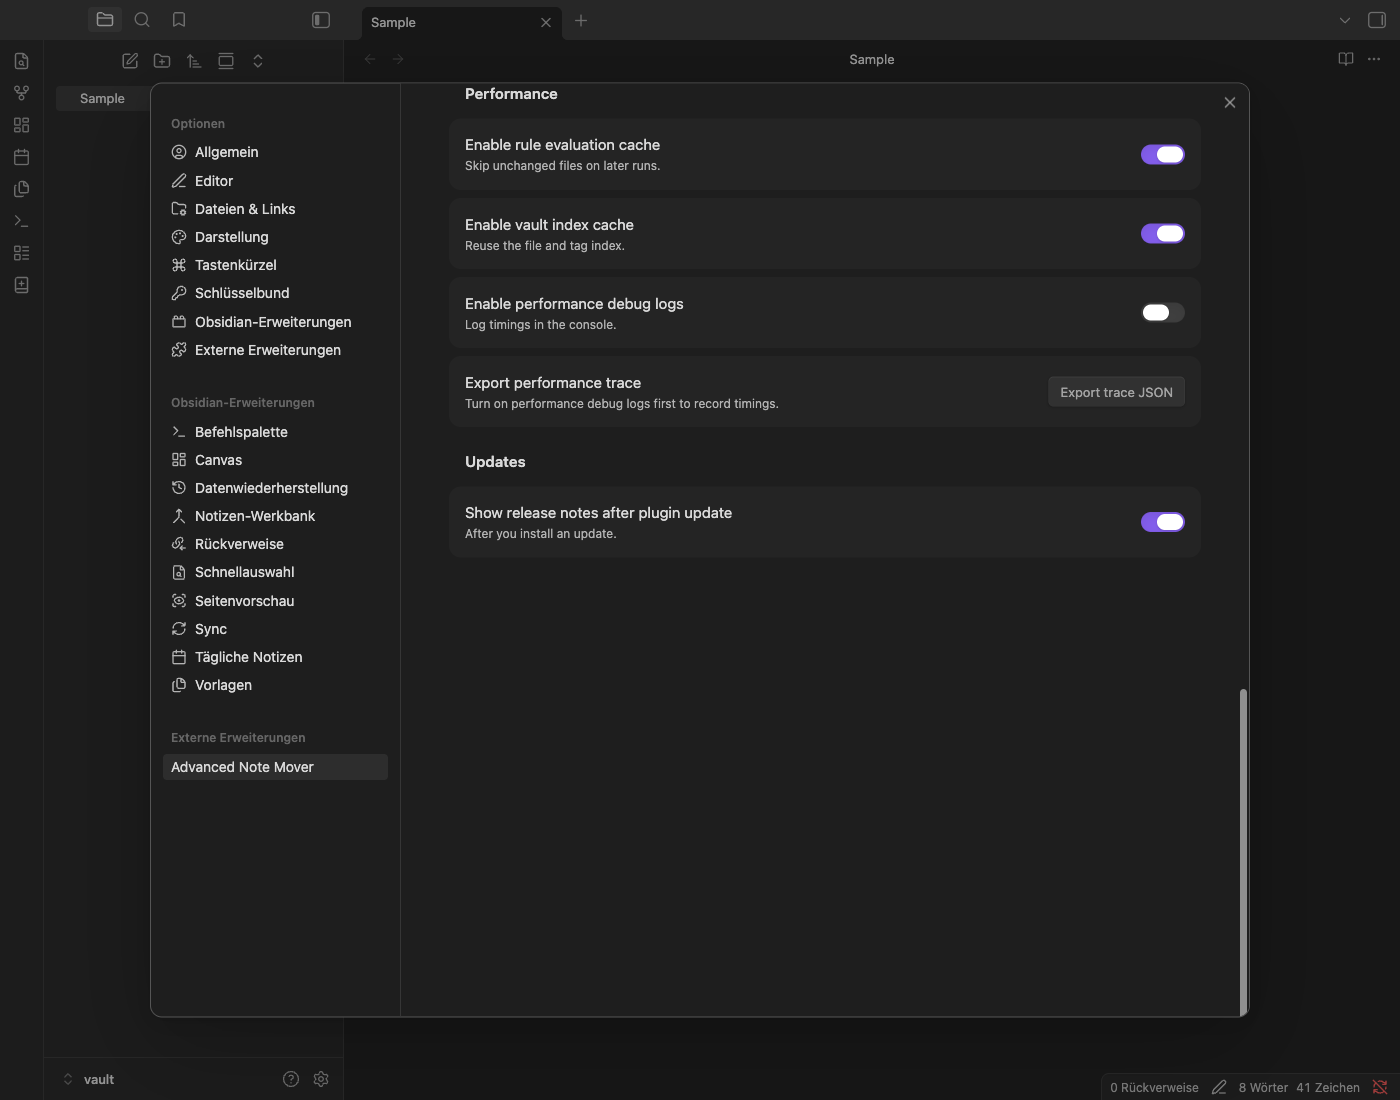 Sample
Sample
Sample
Optionen
Allgemein
Editor
Dateien & Links
Darstellung
Tastenkürzel
Schlüsselbund
Obsidian-Erweiterungen
Externe Erweiterungen
Obsidian-Erweiterungen
Befehlspalette
Canvas
Datenwiederherstellung
Notizen-Werkbank
Rückverweise
Schnellauswahl
Seitenvorschau
Sync
Tägliche Notizen
Vorlagen
Externe Erweiterungen
Advanced Note Mover
Performance
Enable rule evaluation cache
Skip unchanged files on later runs.
Enable vault index cache
Reuse the file and tag index.
Enable performance debug logs
Log timings in the console.
Export performance trace
Turn on performance debug logs first to record timings.
Export trace JSON
Updates
Show release notes after plugin update
After you install an update.
vault
0 Rückverweise 8 Wörter 41 Zeichen